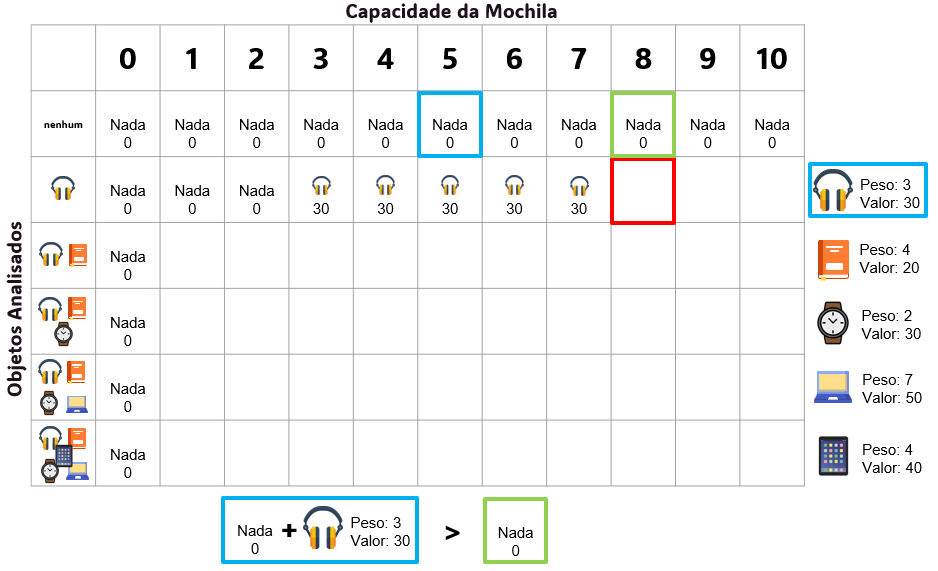 Capacidade da Mochila
0 1 2 3 4 5 6 7 8 9 10
Objetos Analisados
nenhum
Nada Nada Nada Nada Nada Nada Nada Nada Nada Nada Nada
0 0 0 0 0 0 0 0 0 0 0
Nada Nada Nada
0 0 0 30 30 30 30 30
Peso: 3
Valor: 30
Nada
0
Peso: 4
Valor: 20
Nada
0
Peso: 2
Valor: 30
Nada
0
Peso: 7
Valor: 50
Nada
0
Peso: 4
Valor: 40
Nada
0
+
Peso: 3
Valor: 30
>
Nada
0